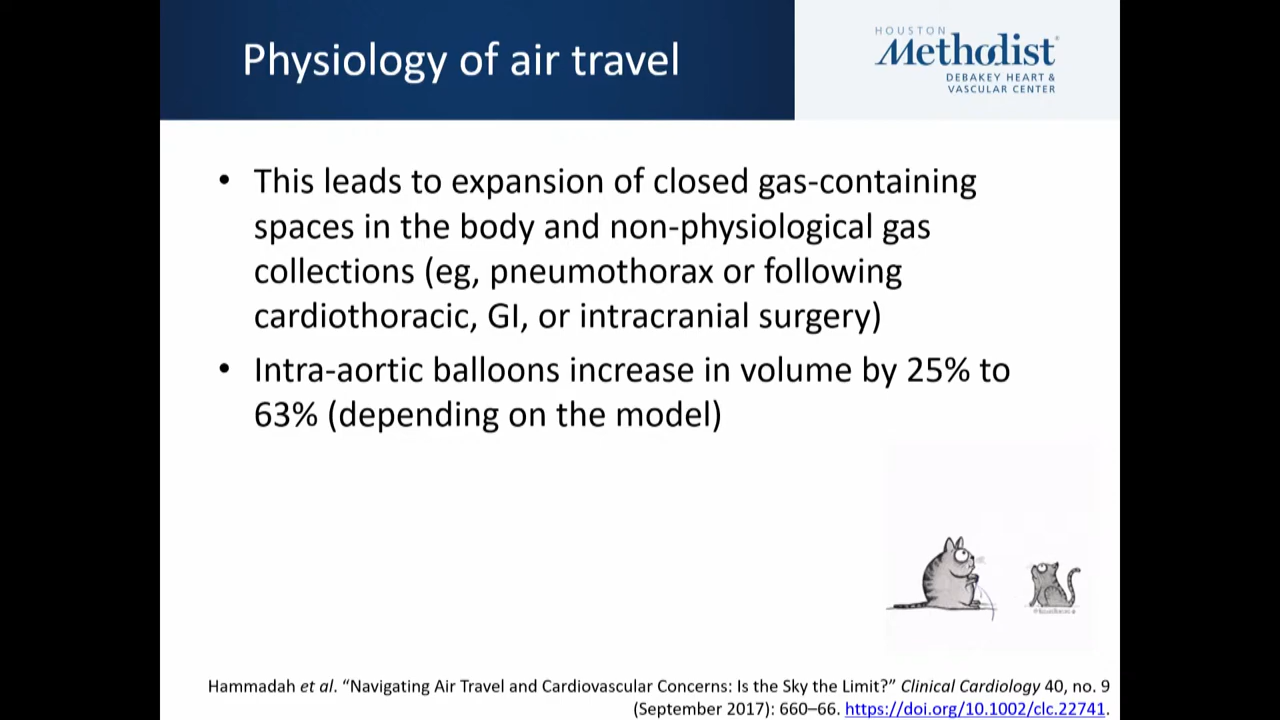 Physiology of air travel
HOUSTON
Methodist®
DEBAKEY HEART &
VASCULAR CENTER
• This leads to expansion of closed gas-containing
spaces in the body and non-physiological gas
collections (eg, pneumothorax or following
cardiothoracic, GI, or intracranial surgery)
• Intra-aortic balloons increase in volume by 25% to
63% (depending on the model)
Hammadah et al. “Navigating Air Travel and Cardiovascular Concerns: Is the Sky the Limit?” Clinical Cardiology 40, no. 9
(September 2017): 660–66. https://doi.org/10.1002/clc.22741.